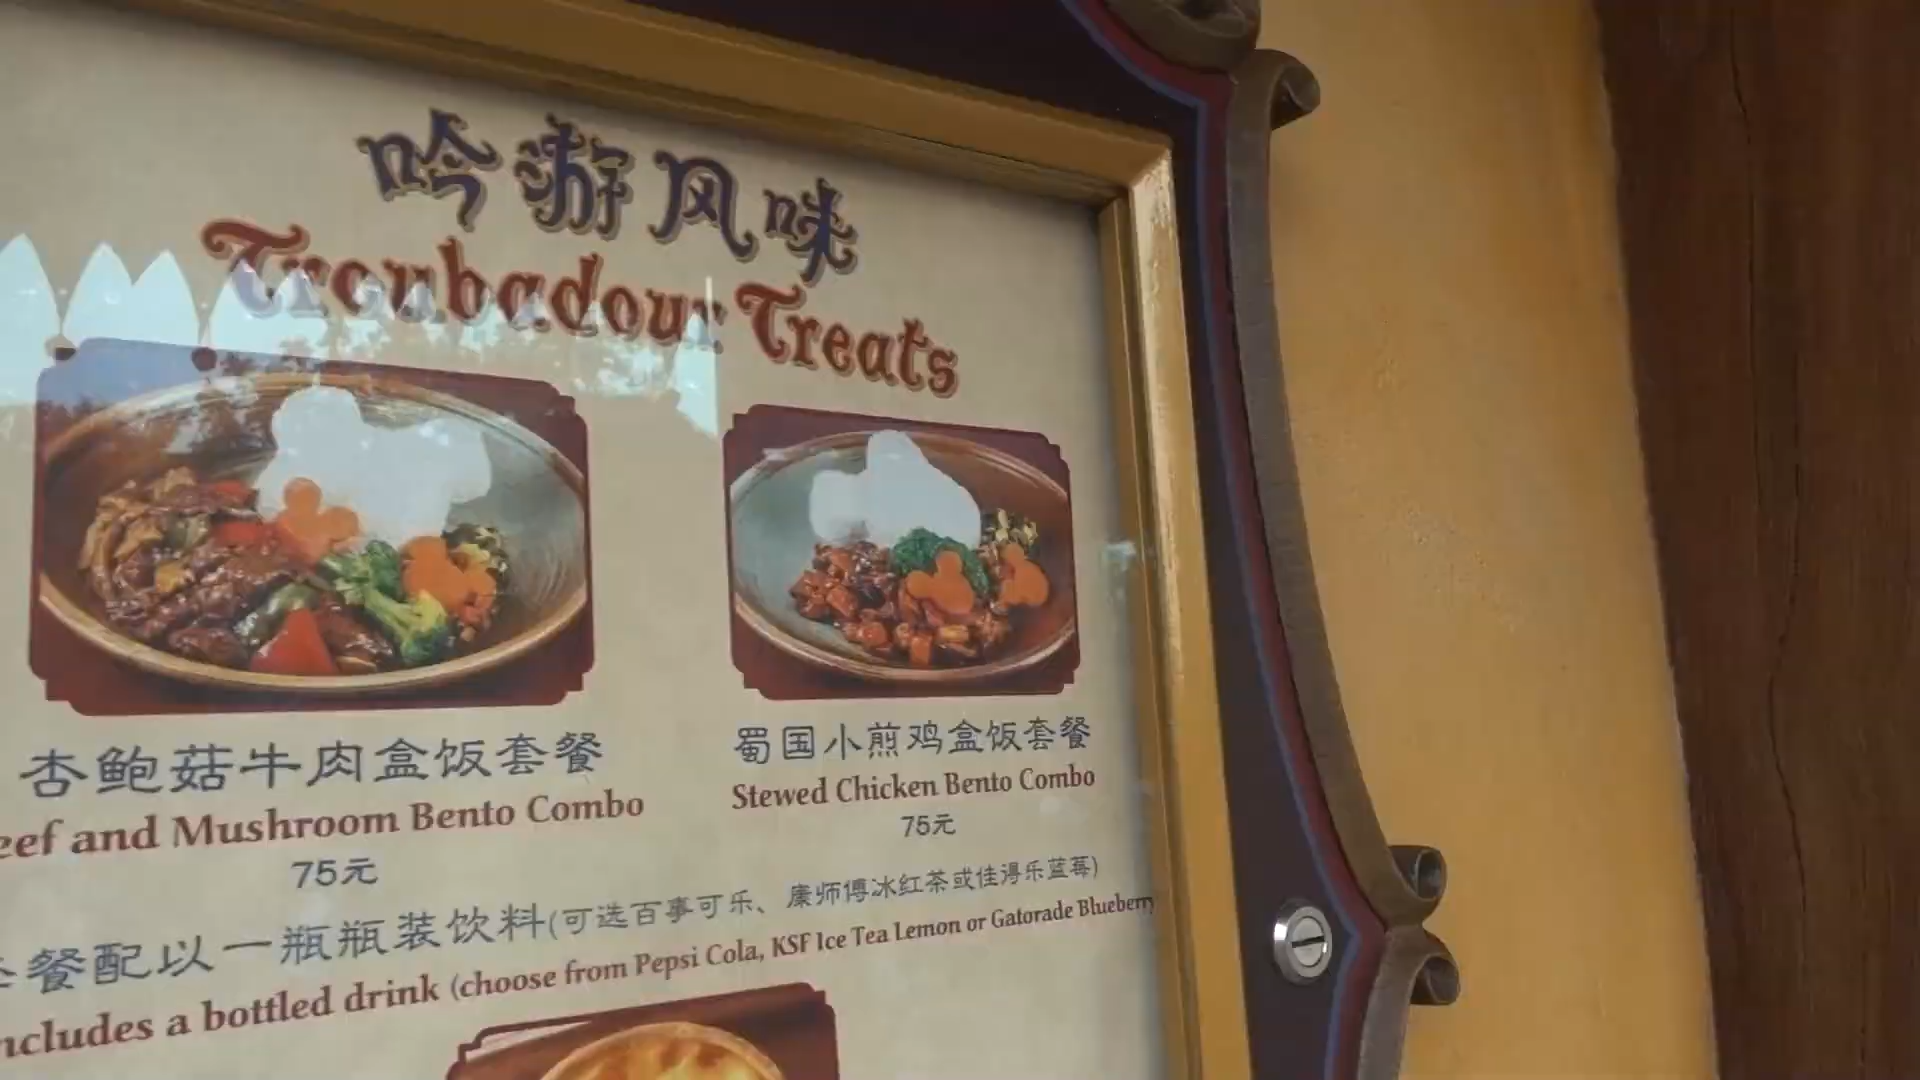 吟游风味
Troubadour Treats
杏鲍菇牛肉盒饭套餐
and Mushroom Bento Combo
75元
蜀国小煎鸡盒饭套餐
Stewed Chicken Bento Combo
75元
餐配以一瓶瓶装饮料(可选百事可乐、康师傅冰红茶或佳得乐蓝莓)
a bottled drink (choose from Pepsi Cola, KSF Ice Tea Lemon or Gatorade Blueberry